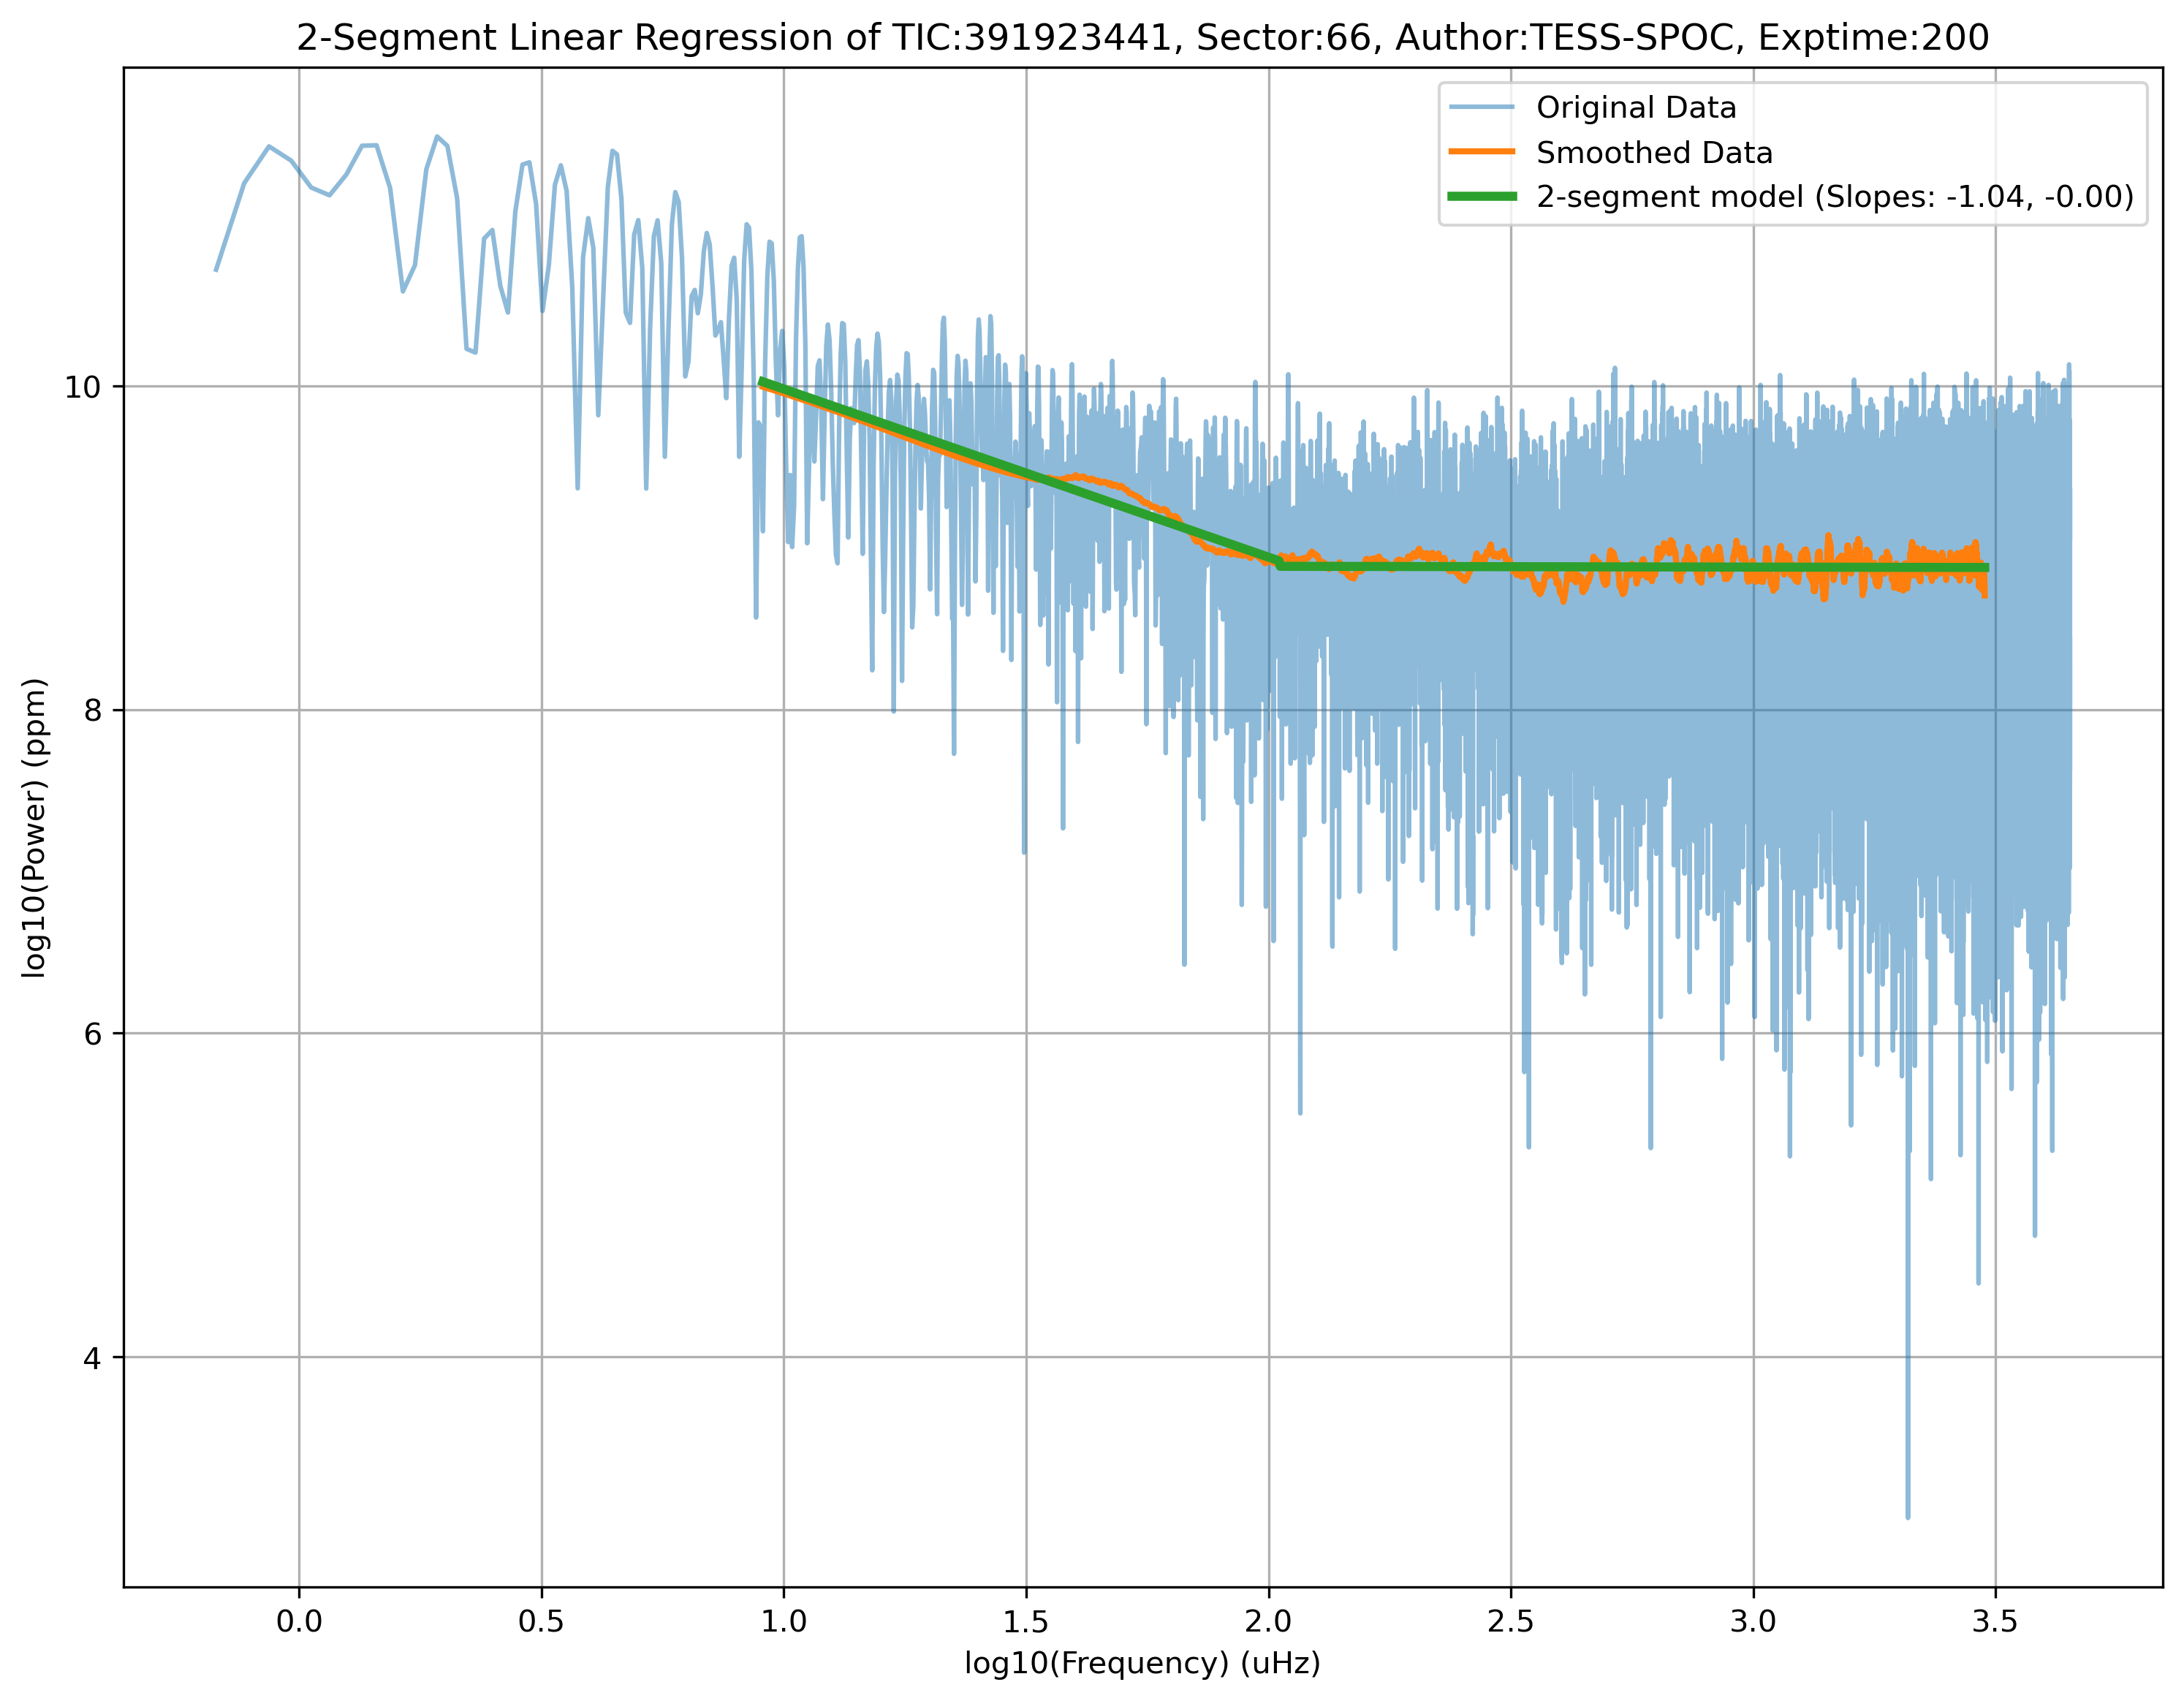 2-Segment Linear Regression of TIC:391923441, Sector:66, Author:TESS-SPOC, Exptime:200
Original Data
Smoothed Data
2-segment model (Slopes: -1.04, -0.00)
log10(Power) (ppm)
10
8
6
4
0.0 0.5 1.0 1.5 2.0 2.5 3.0 3.5
log10(Frequency) (uHz)